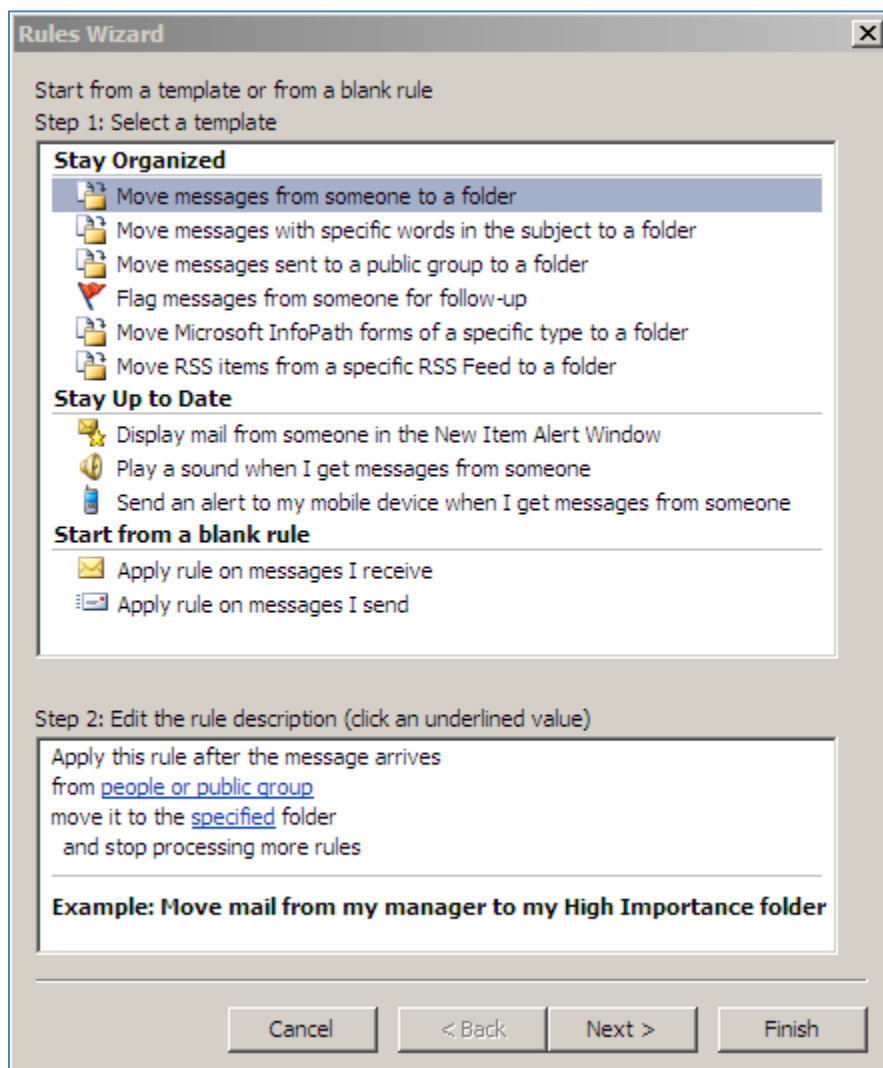 Rules Wizard
Start from a template or from a blank rule
Step 1: Select a template
Stay Organized
Move messages from someone to a folder
Move messages with specific words in the subject to a folder
Move messages sent to a public group to a folder
Flag messages from someone for follow-up
Move Microsoft InfoPath forms of a specific type to a folder
Move RSS items from a specific RSS Feed to a folder
Stay Up to Date
Display mail from someone in the New Item Alert Window
Play a sound when I get messages from someone
Send an alert to my mobile device when I get messages from someone
Start from a blank rule
Apply rule on messages I receive
Apply rule on messages I send
Step 2: Edit the rule description (click an underlined value)
Apply this rule after the message arrives
from people or public group
move it to the specified folder
and stop processing more rules
Example: Move mail from my manager to my High Importance folder
Cancel < Back Next > Finish